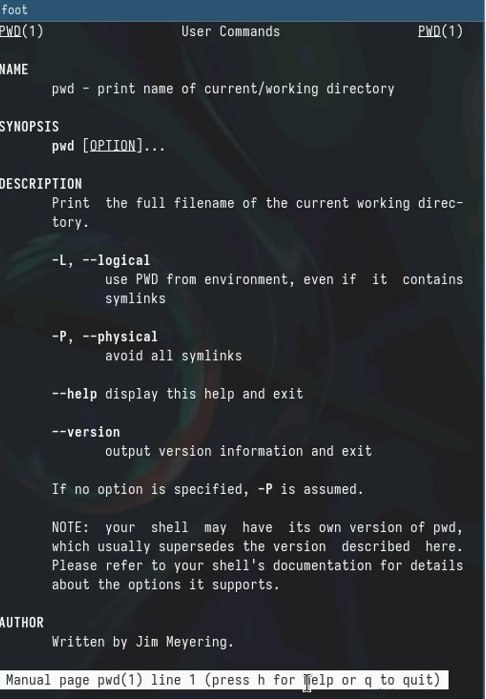 foot
PWD(1) User Commands PWD(1)
NAME
pwd - print name of current/working directory
SYNOPSIS
pwd [OPTION]...
DESCRIPTION
Print the full filename of the current working direc-
tory.
-L, --logical
use PWD from environment, even if it contains
symlinks
-P, --physical
avoid all symlinks
--help display this help and exit
--version
output version information and exit
If no option is specified, -P is assumed.
NOTE: your shell may have its own version of pwd,
which usually supersedes the version described here.
Please refer to your shell's documentation for details
about the options it supports.
AUTHOR
Written by Jim Meyering.
Manual page pwd(1) line 1 (press h for help or q to quit)